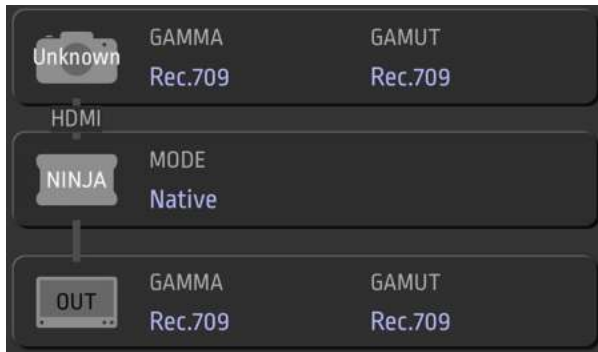 GAMMA GAMUT
Unknown
Rec.709 Rec.709
HDMI
MODE
NINJA
Native
GAMMA GAMUT
OUT
Rec.709 Rec.709